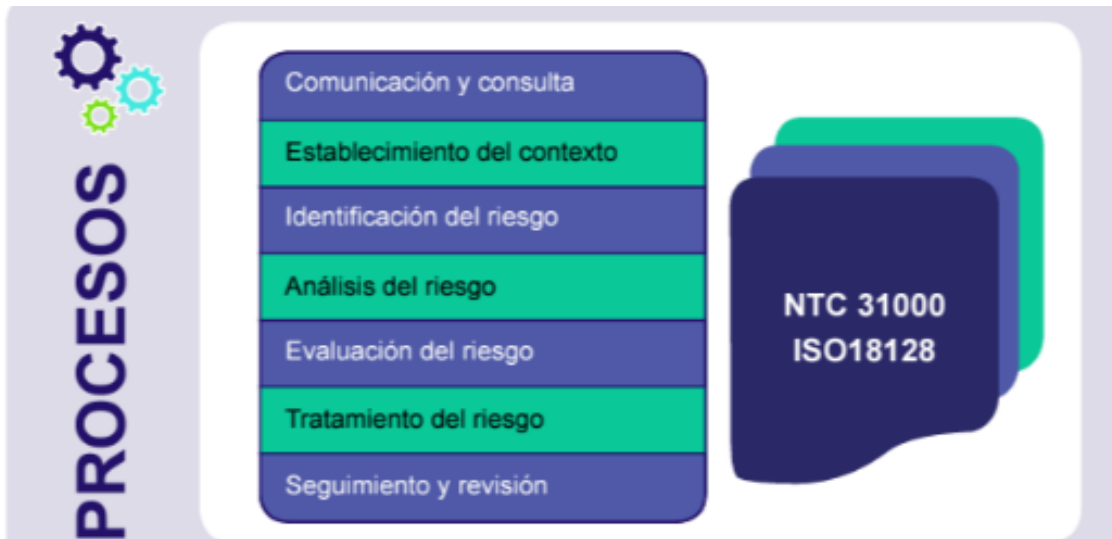 PROCESOS
Comunicación y consulta
Establecimiento del contexto
Identificación del riesgo
Análisis del riesgo
Evaluación del riesgo
Tratamiento del riesgo
Seguimiento y revisión
NTC 31000
ISO18128